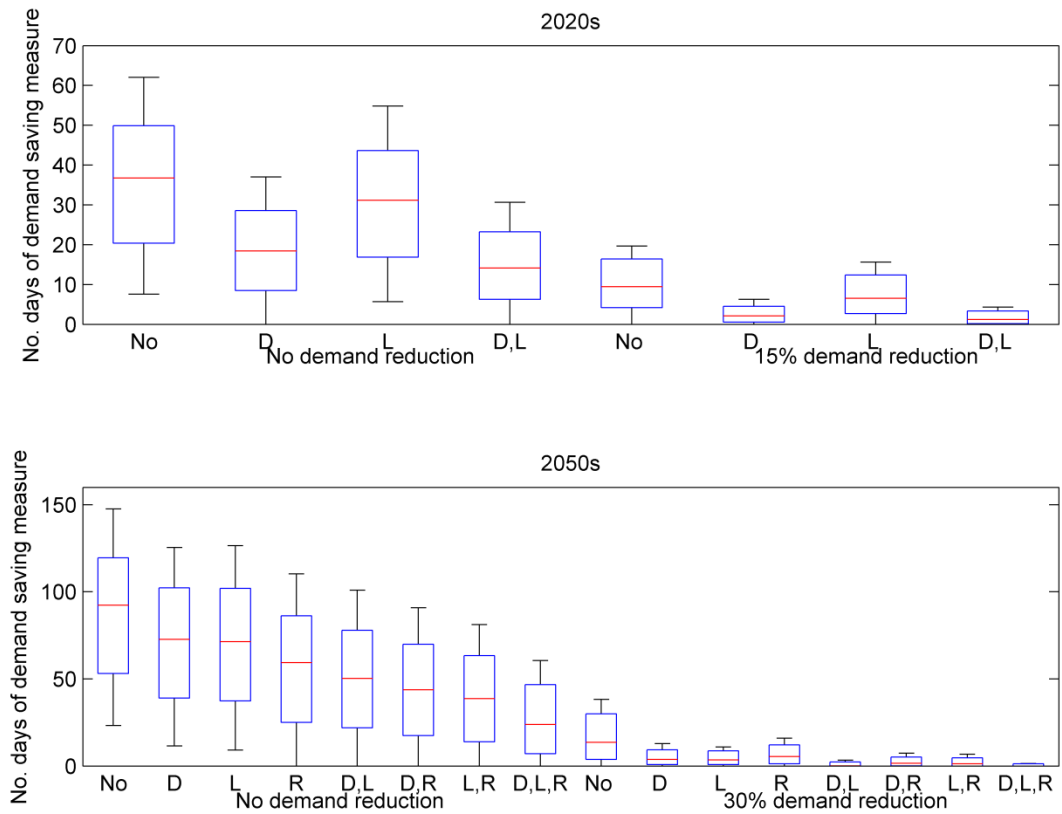 2020s
No. days of demand saving measure
70
60
50
40
30
20
10
0
No D L D,L No D L D,L
No demand reduction 15% demand reduction
2050s
No. days of demand saving measure
150
100
50
0
No D L R D,L D,R L,R D,L,R No D L R D,L D,R L,R D,L,R
No demand reduction 30% demand reduction